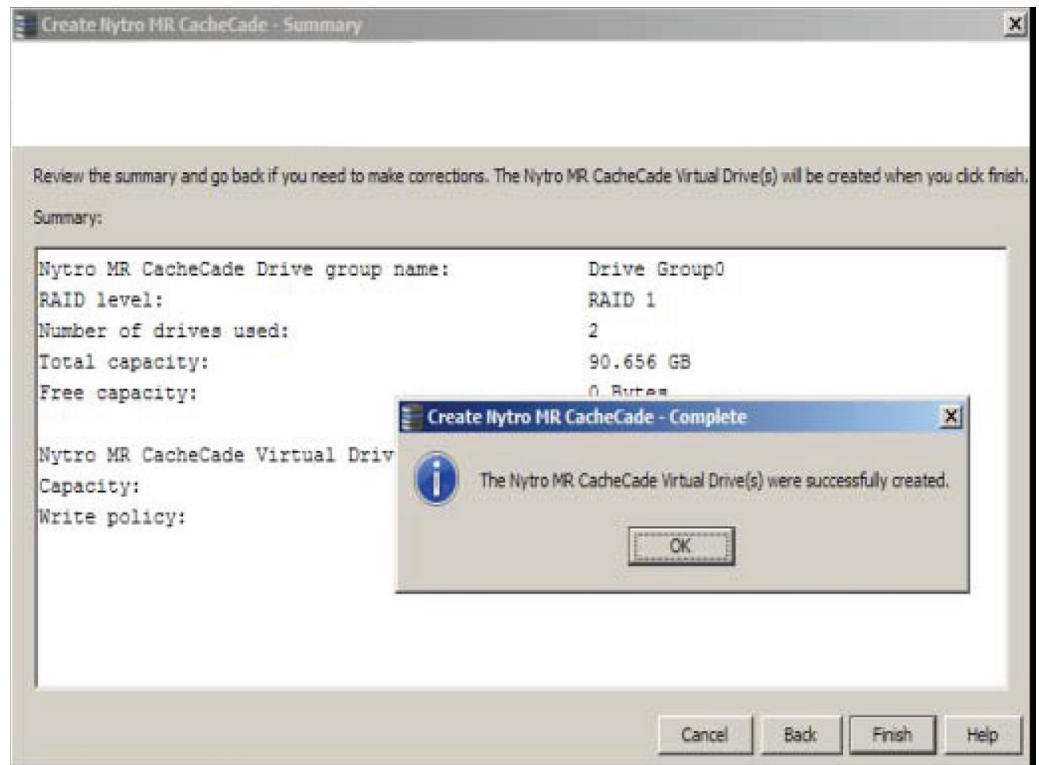 Create Nytro MR CacheCade - Summary
Review the summary and go back if you need to make corrections. The Nytro MR CacheCade Virtual Drive(s) will be created when you click finish.
Summary:
Nytro MR CacheCade Drive group name: Drive Group0
RAID level: RAID 1
Number of drives used: 2
Total capacity: 90.656 GB
Free capacity: 0 Bytes
Create Nytro MR CacheCade - Complete
Nytro MR CacheCade Virtual Driv
Capacity:
Write policy:
The Nytro MR CacheCade Virtual Drive(s) were successfully created.
OK
Cancel Back Finish Help